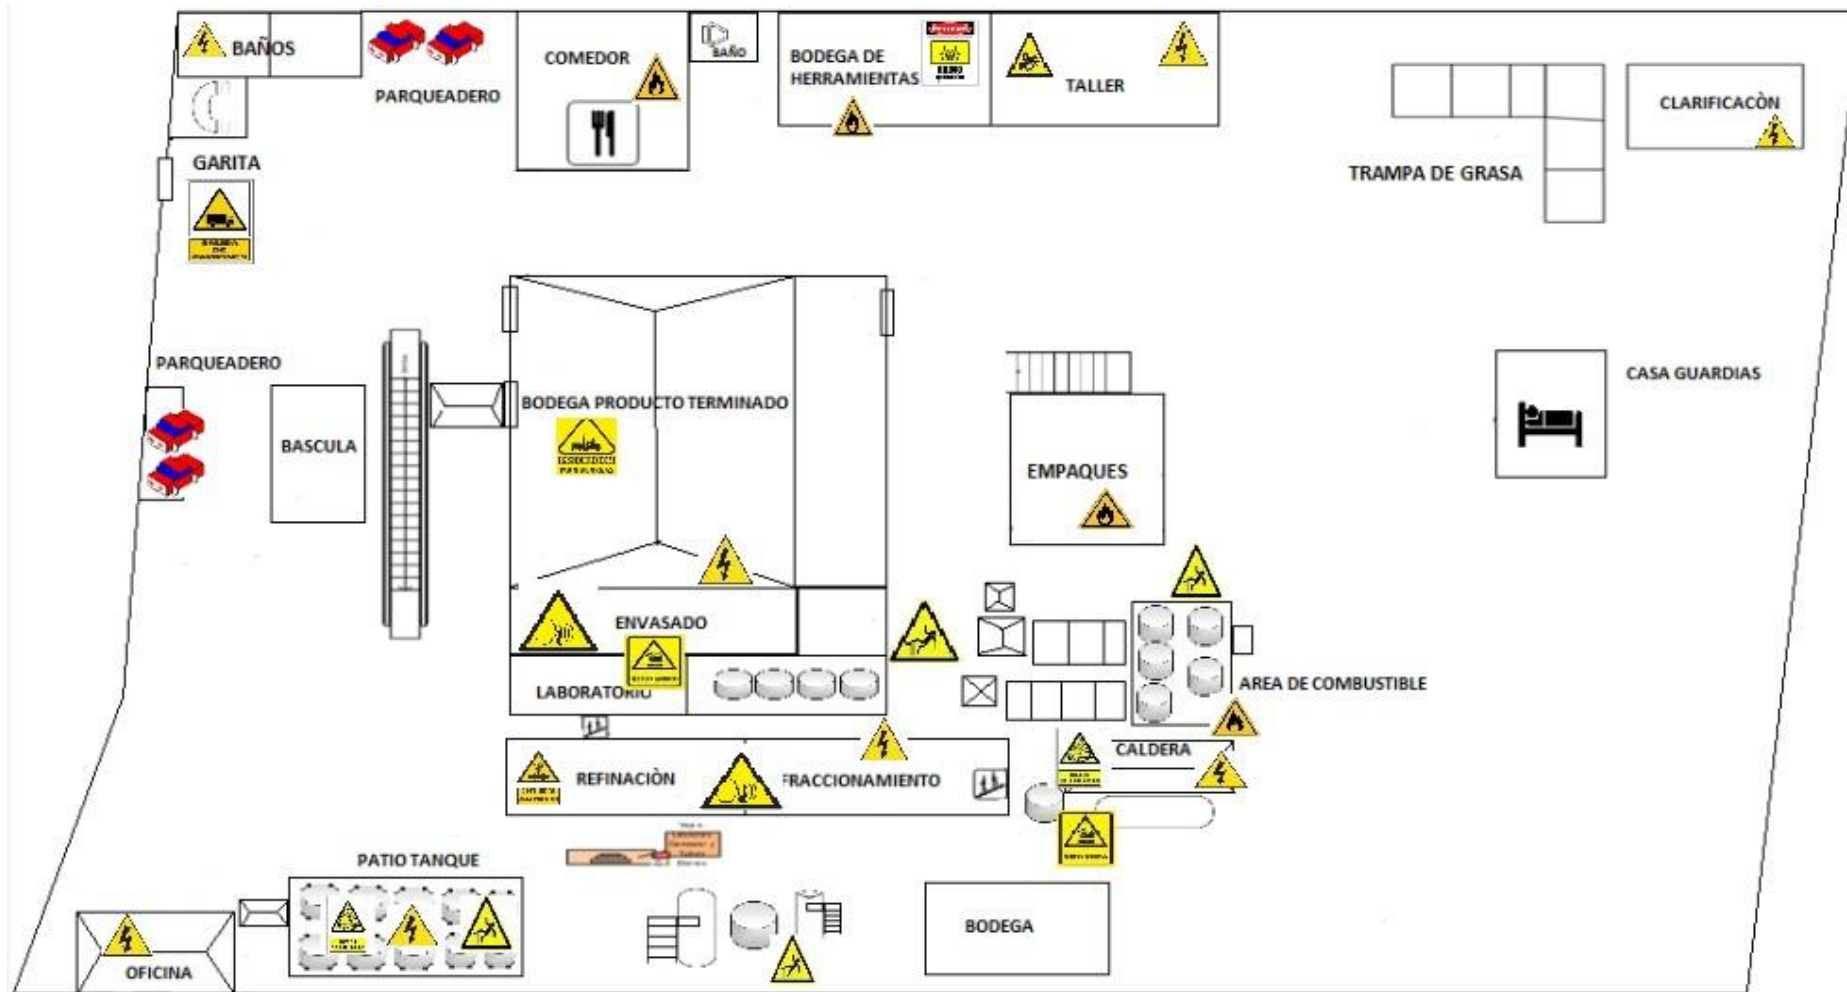 BAÑOS
PARQUEADERO
COMEDOR
BAÑO
BODEGA DE
HERRAMIENTAS
TALLER
CLARIFICACÒN
TRAMPA DE GRASA
GARITA
PARQUEADERO
BASCULA
BODEGA PRODUCTO TERMINADO
EMPAQUES
CASA GUARDIAS
ENVASADO
LABORATORIO
AREA DE COMBUSTIBLE
REFINACIÒN
FRACCIONAMIENTO
CALDERA
PATIO TANQUE
OFICINA
BODEGA